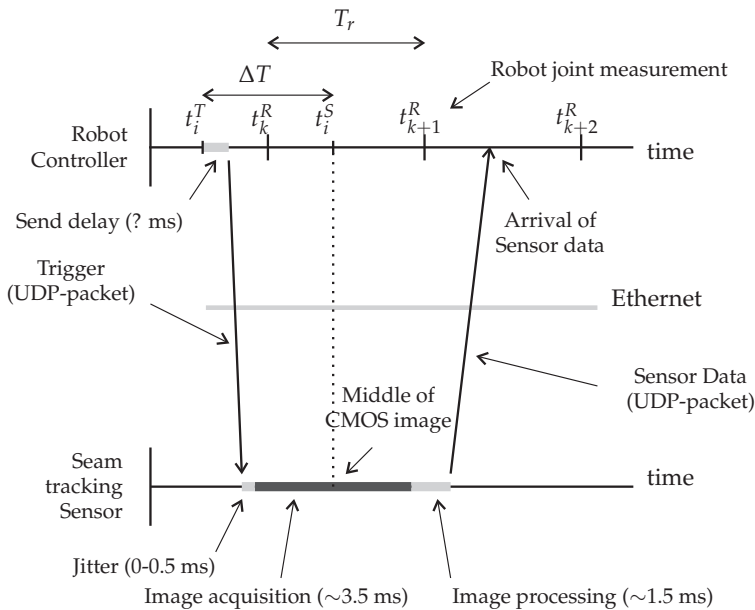 T_r
ΔT
Robot joint measurement
t_i^T
t_k^R
t_i^S
t_{k+1}^R
t_{k+2}^R
Robot
Controller
time
Send delay (? ms)
Arrival of
Sensor data
Trigger
(UDP-packet)
Ethernet
Middle of
CMOS image
Sensor Data
(UDP-packet)
Seam
tracking
Sensor
time
Jitter (0-0.5 ms)
Image acquisition (~3.5 ms)
Image processing (~1.5 ms)